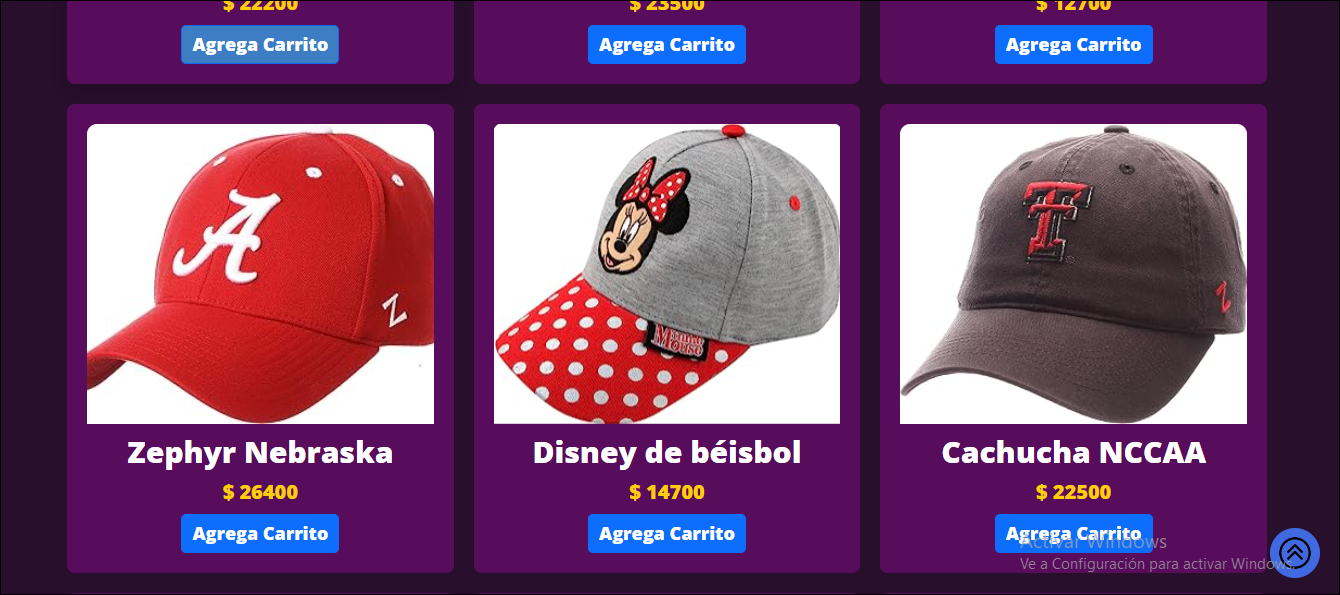 $ 22200
$ 23500
$ 12700
Agrega Carrito
Agrega Carrito
Agrega Carrito
A
Z
Minnie
Mouse
TT
Z
Zephyr Nebraska
Disney de béisbol
Cachucha NCCAA
$ 26400
$ 14700
$ 22500
Agrega Carrito
Agrega Carrito
Agrega Carrito
Activar Windows
Ve a Configuración para activar Windows.